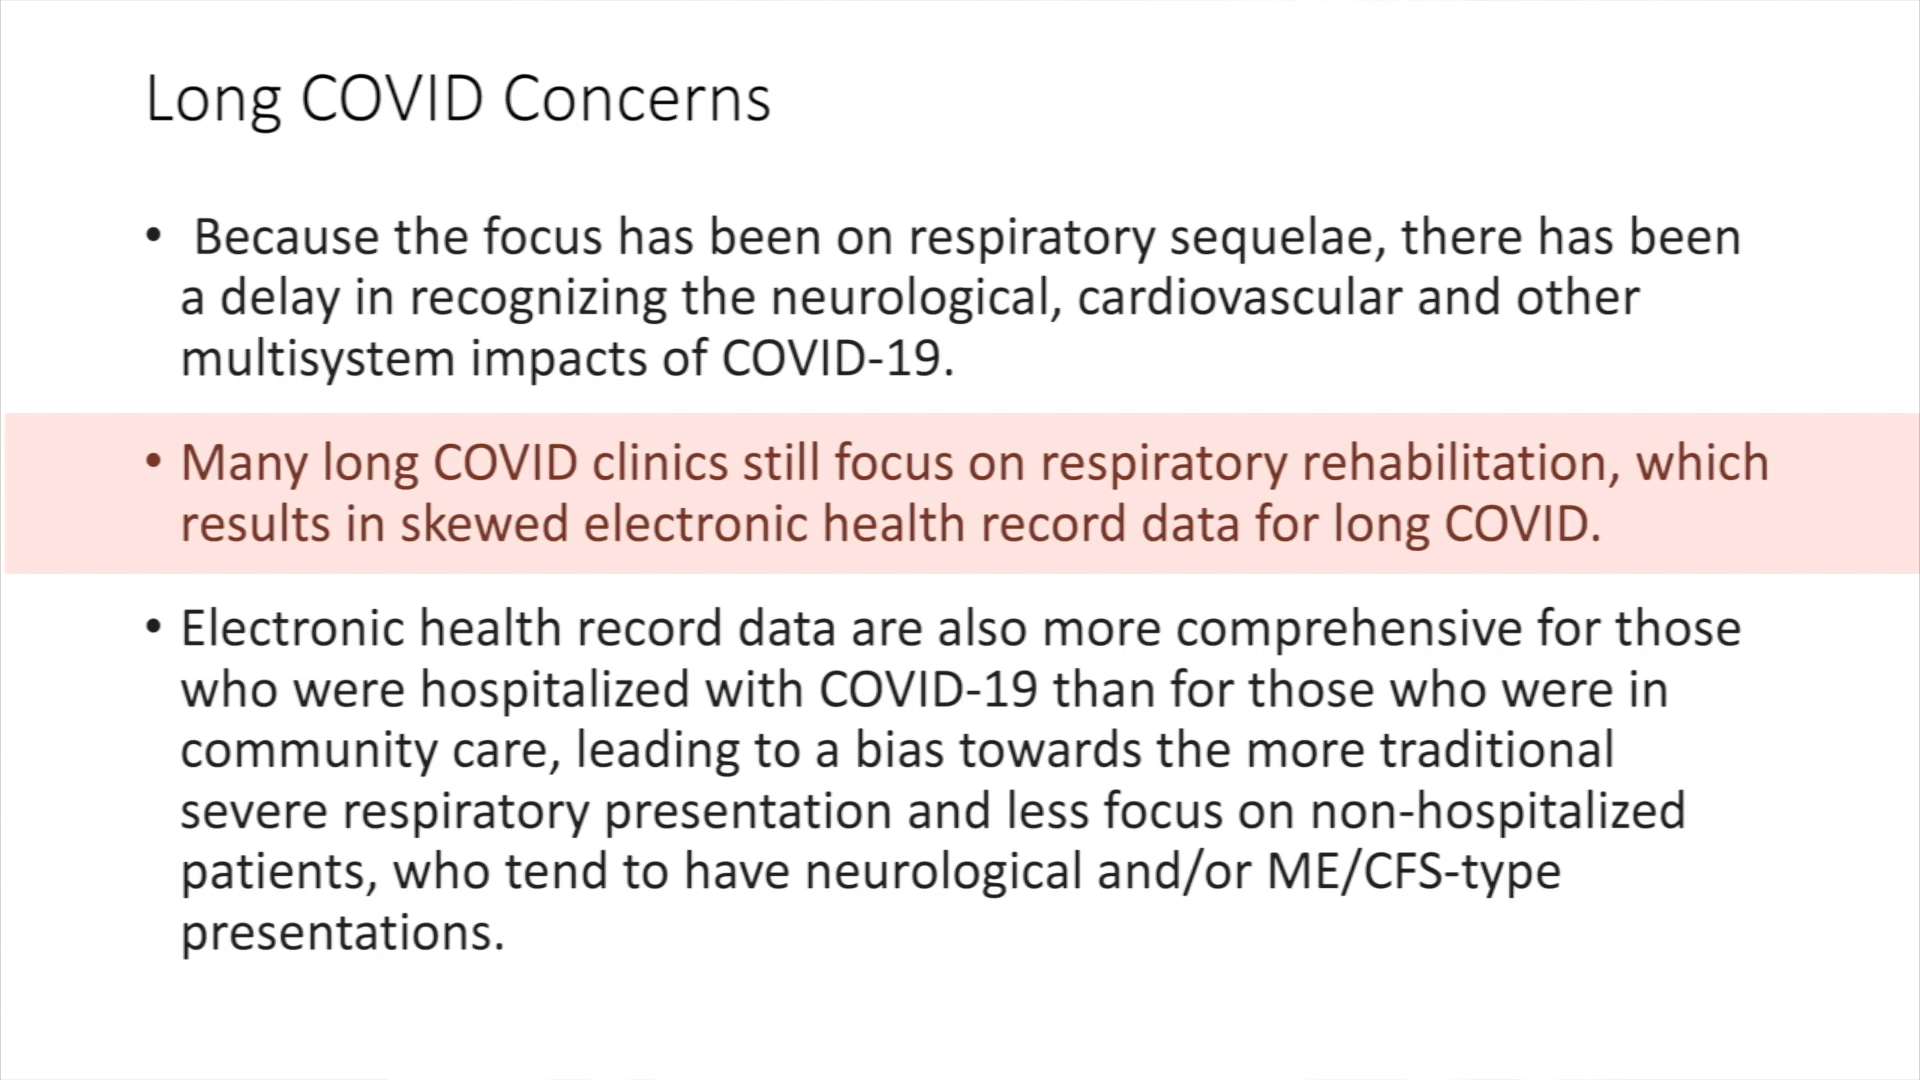 Long COVID Concerns
• Because the focus has been on respiratory sequelae, there has been
a delay in recognizing the neurological, cardiovascular and other
multisystem impacts of COVID-19.
• Many long COVID clinics still focus on respiratory rehabilitation, which
results in skewed electronic health record data for long COVID.
• Electronic health record data are also more comprehensive for those
who were hospitalized with COVID-19 than for those who were in
community care, leading to a bias towards the more traditional
severe respiratory presentation and less focus on non-hospitalized
patients, who tend to have neurological and/or ME/CFS-type
presentations.